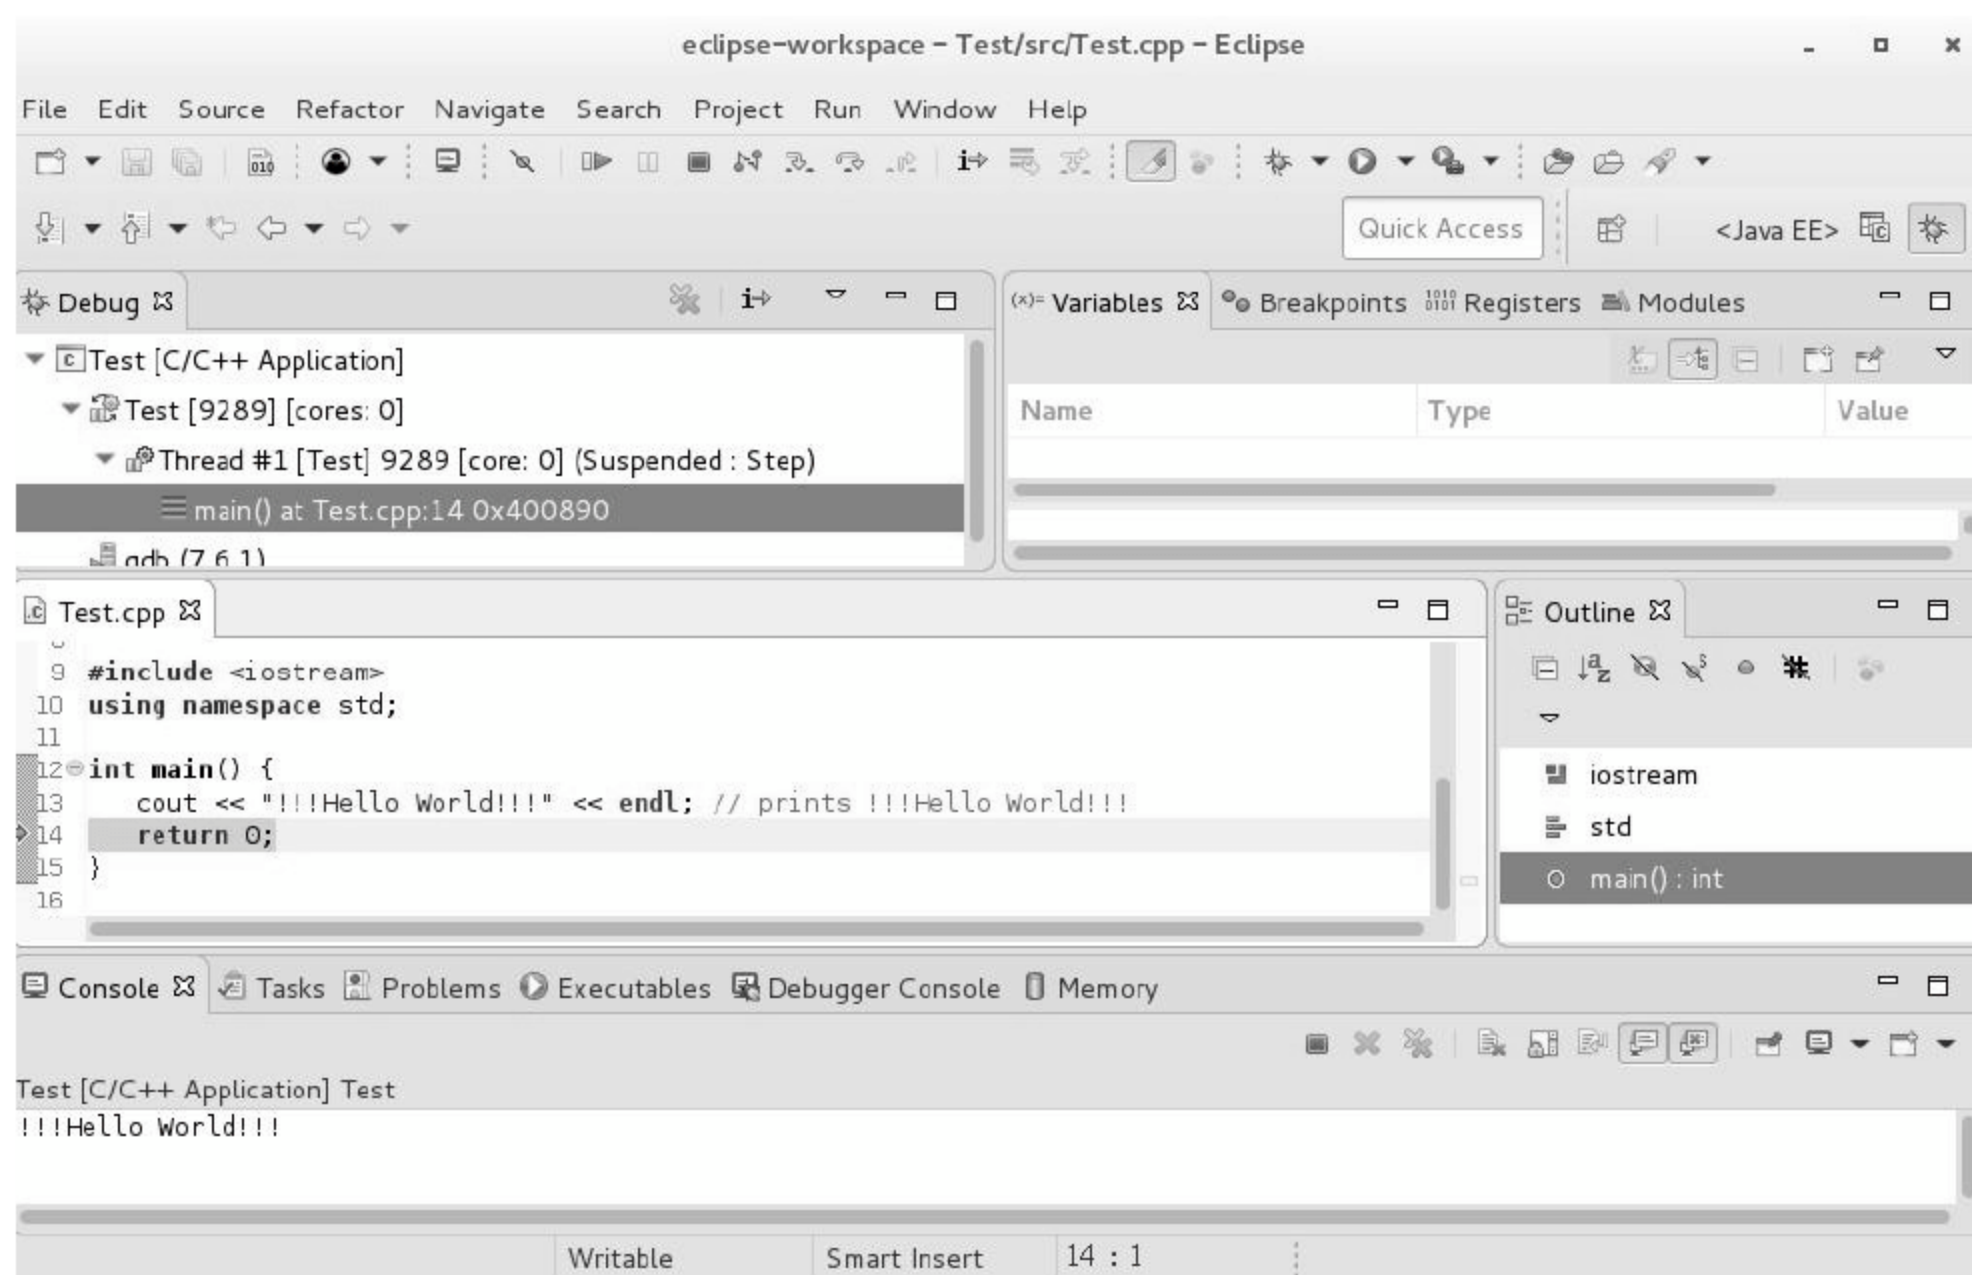 eclipse-workspace – Test/src/Test.cpp – Eclipse
File Edit Source Refactor Navigate Search Project Run Window Help
Quick Access <Java EE>
Debug
Test [C/C++ Application]
Test [9289] [cores: 0]
Thread #1 [Test] 9289 [core: 0] (Suspended : Step)
main() at Test.cpp:14 0x400890
gdb (7.6.1)
(x)= Variables Breakpoints Registers Modules
Name Type Value
Test.cpp
9 #include <iostream>
10 using namespace std;
11
12 int main() {
13 cout << "!!!Hello World!!!" << endl; // prints !!!Hello World!!!
14 return 0;
15 }
16
Outline
iostream
std
main() : int
Console Tasks Problems Executables Debugger Console Memory
Test [C/C++ Application] Test
!!!Hello World!!!
Writable Smart Insert 14 : 1